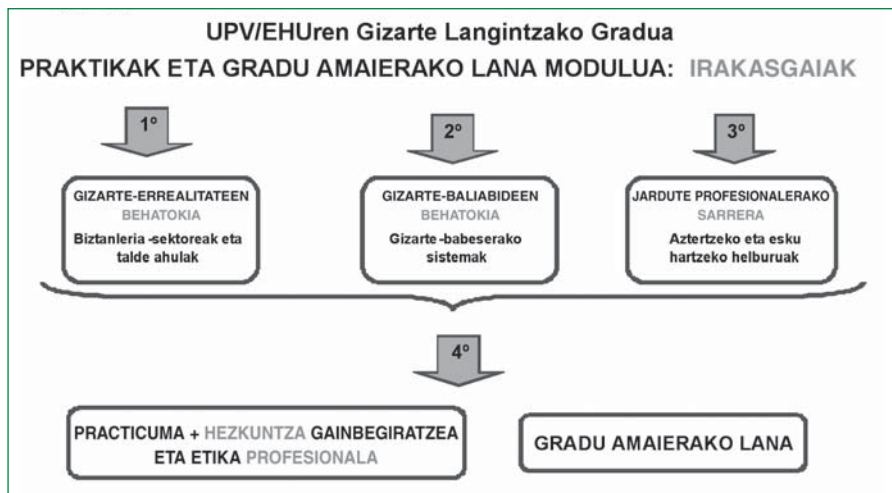 UPV/EHUren Gizarte Langintzako Gradua
PRAKTIKAK ETA GRADU AMAIERAKO LANA MODULUA: IRAKASGAIAK
1º
2º
3º
GIZARTE-ERREALITATEEN
BEHATOKIA
Biztanleria -sektoreak eta
talde ahulak
GIZARTE-BALIABIDEEN
BEHATOKIA
Gizarte -babeserako
sistemak
JARDUTE PROFESIONALERAKO
SARRERA
Aztertzeko eta esku
hartzeko helburuak
4º
PRACTICUMA + HEZKUNTZA GAINBEGIRATZEA
ETA ETIKA PROFESIONALA
GRADU AMAIERAKO LANA